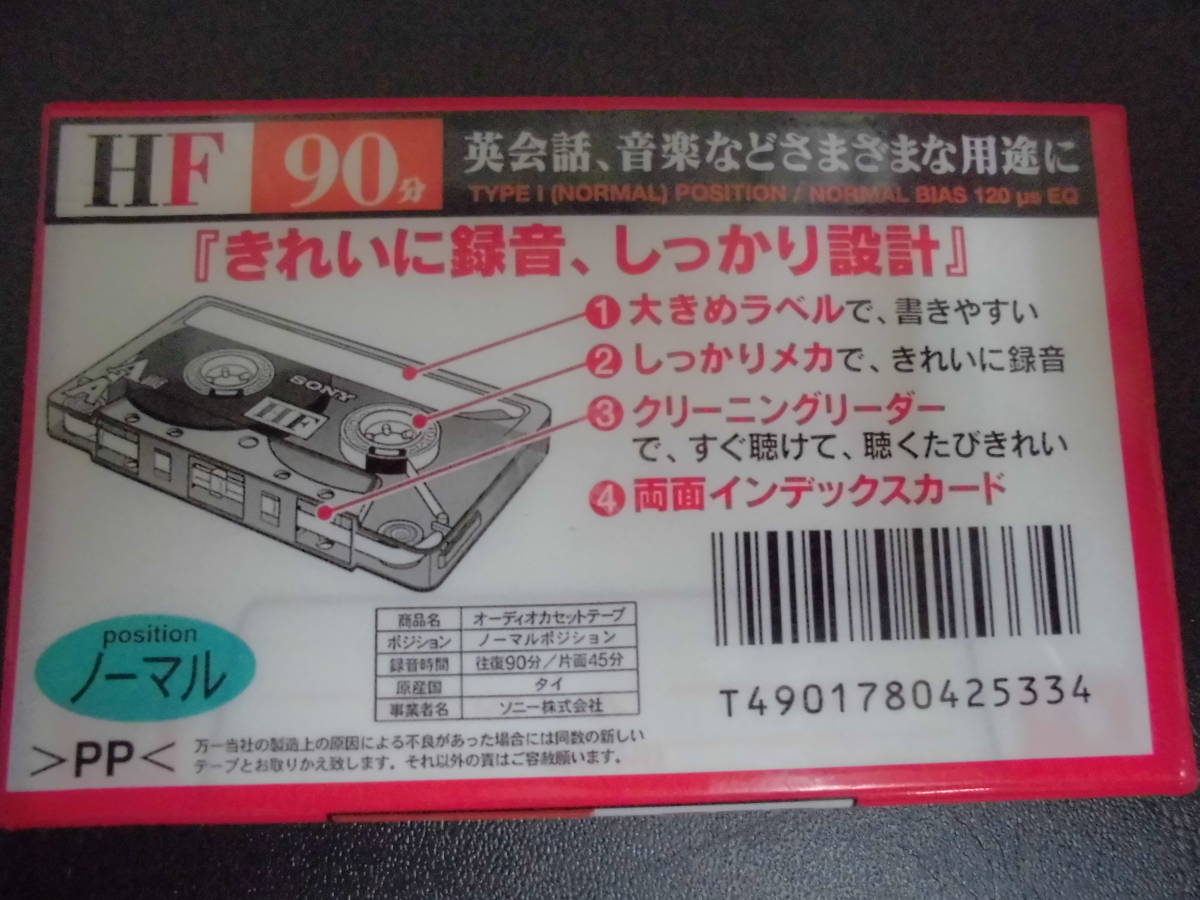 HF 90分
英会話、音楽などさまざまな用途に
TYPE I (NORMAL) POSITION / NORMAL BIAS 120 μs EQ
『きれいに録音、しっかり設計』
① 大きめラベルで、書きやすい
② しっかりメカで、きれいに録音
③ クリーニングリーダー
で、すぐ聴けて、聴くたびきれい
④ 両面インデックスカード
A
SONY
HF
position
ノーマル
商品名 オーディオカセットテープ
ポジション ノーマルポジション
録音時間 往復90分/片面45分
原産国 タイ
事業者名 ソニー株式会社
T4901780425334
>PP<
万一当社の製造上の原因による不良があった場合には同数の新しい
テープとお取りかえ致します。それ以外の責はご容赦願います。